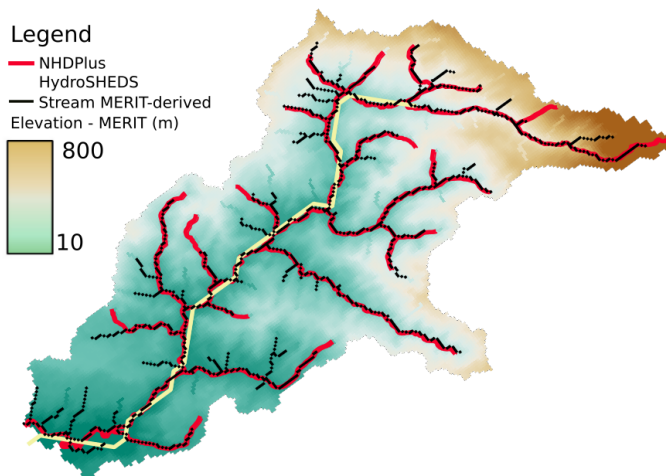 Legend
NHDPlus
HydroSHEDS
Stream MERIT-derived
Elevation - MERIT (m)
800
10